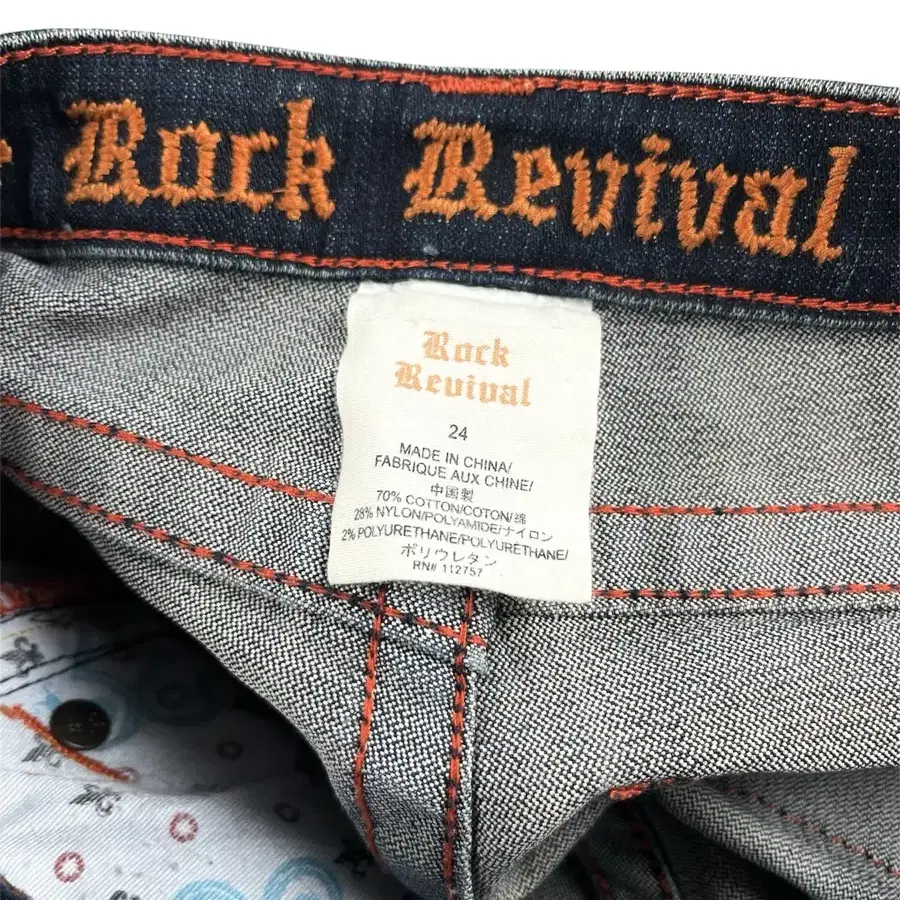 Rock Revival
Rock
Revival
24
MADE IN CHINA/
FABRIQUE AUX CHINE/
中国製
70% COTTON/COTON/綿
28% NYLON/POLYAMIDE/ナイロン
2% POLYURETHANE/POLYURETHANE/
ポリウレタン
RN# 112757